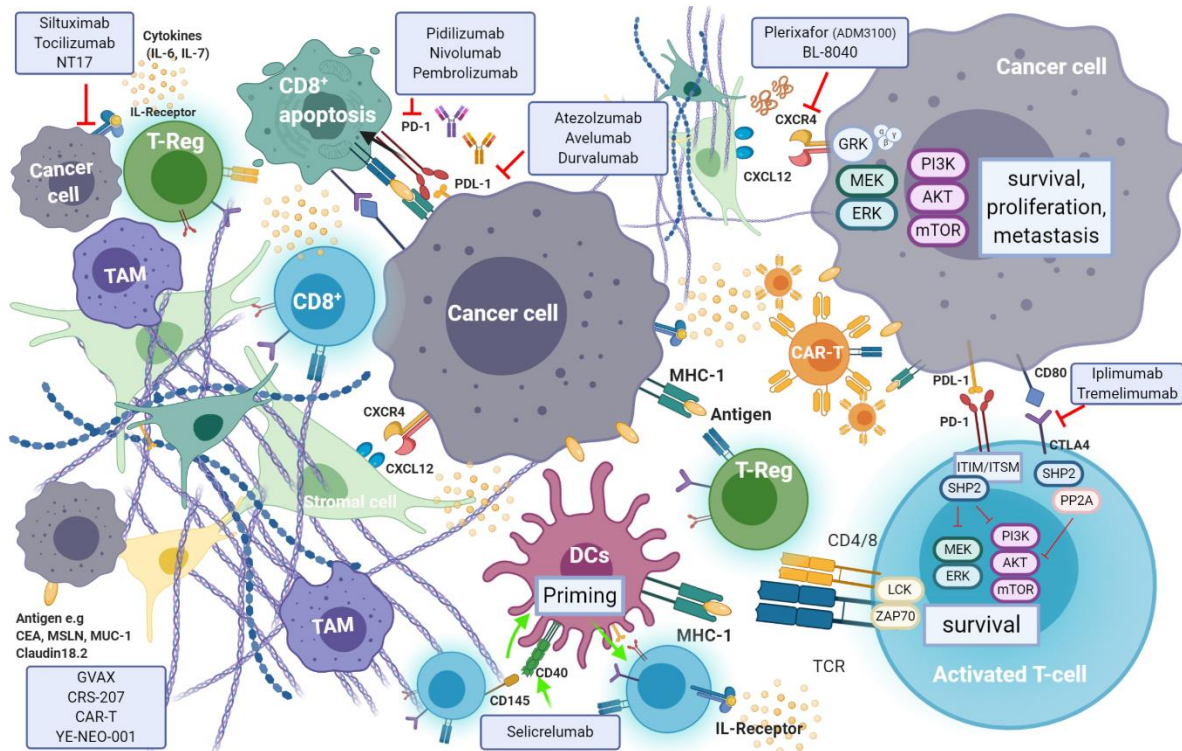 Siltuximab
Tocilizumab
NT17
Cytokines
(IL-6, IL-7)
IL-Receptor
T-Reg
Cancer
cell
CD8⁺
apoptosis
Pidilizumab
Nivolumab
Pembrolizumab
PD-1
PDL-1
Atezolzumab
Avelumab
Durvalumab
Plerixafor (ADM3100)
BL-8040
CXCR4
CXCL12
Cancer cell
GRK
α
γ
β
MEK
ERK
PI3K
AKT
mTOR
survival,
proliferation,
metastasis
TAM
CD8⁺
Cancer cell
CAR-T
MHC-1
Antigen
CXCR4
CXCL12
Stromal cell
T-Reg
PDL-1
PD-1
CD80
CTLA4
Iplimumab
Tremelimumab
ITIM/ITSM
SHP2
SHP2
PP2A
MEK
ERK
PI3K
AKT
mTOR
CD4/8
LCK
ZAP70
survival
TCR
Activated T-cell
DCs
Priming
MHC-1
TAM
Antigen e.g
CEA, MSLN, MUC-1
Claudin18.2
GVAX
CRS-207
CAR-T
YE-NEO-001
CD145
CD40
Selicrelumab
IL-Receptor